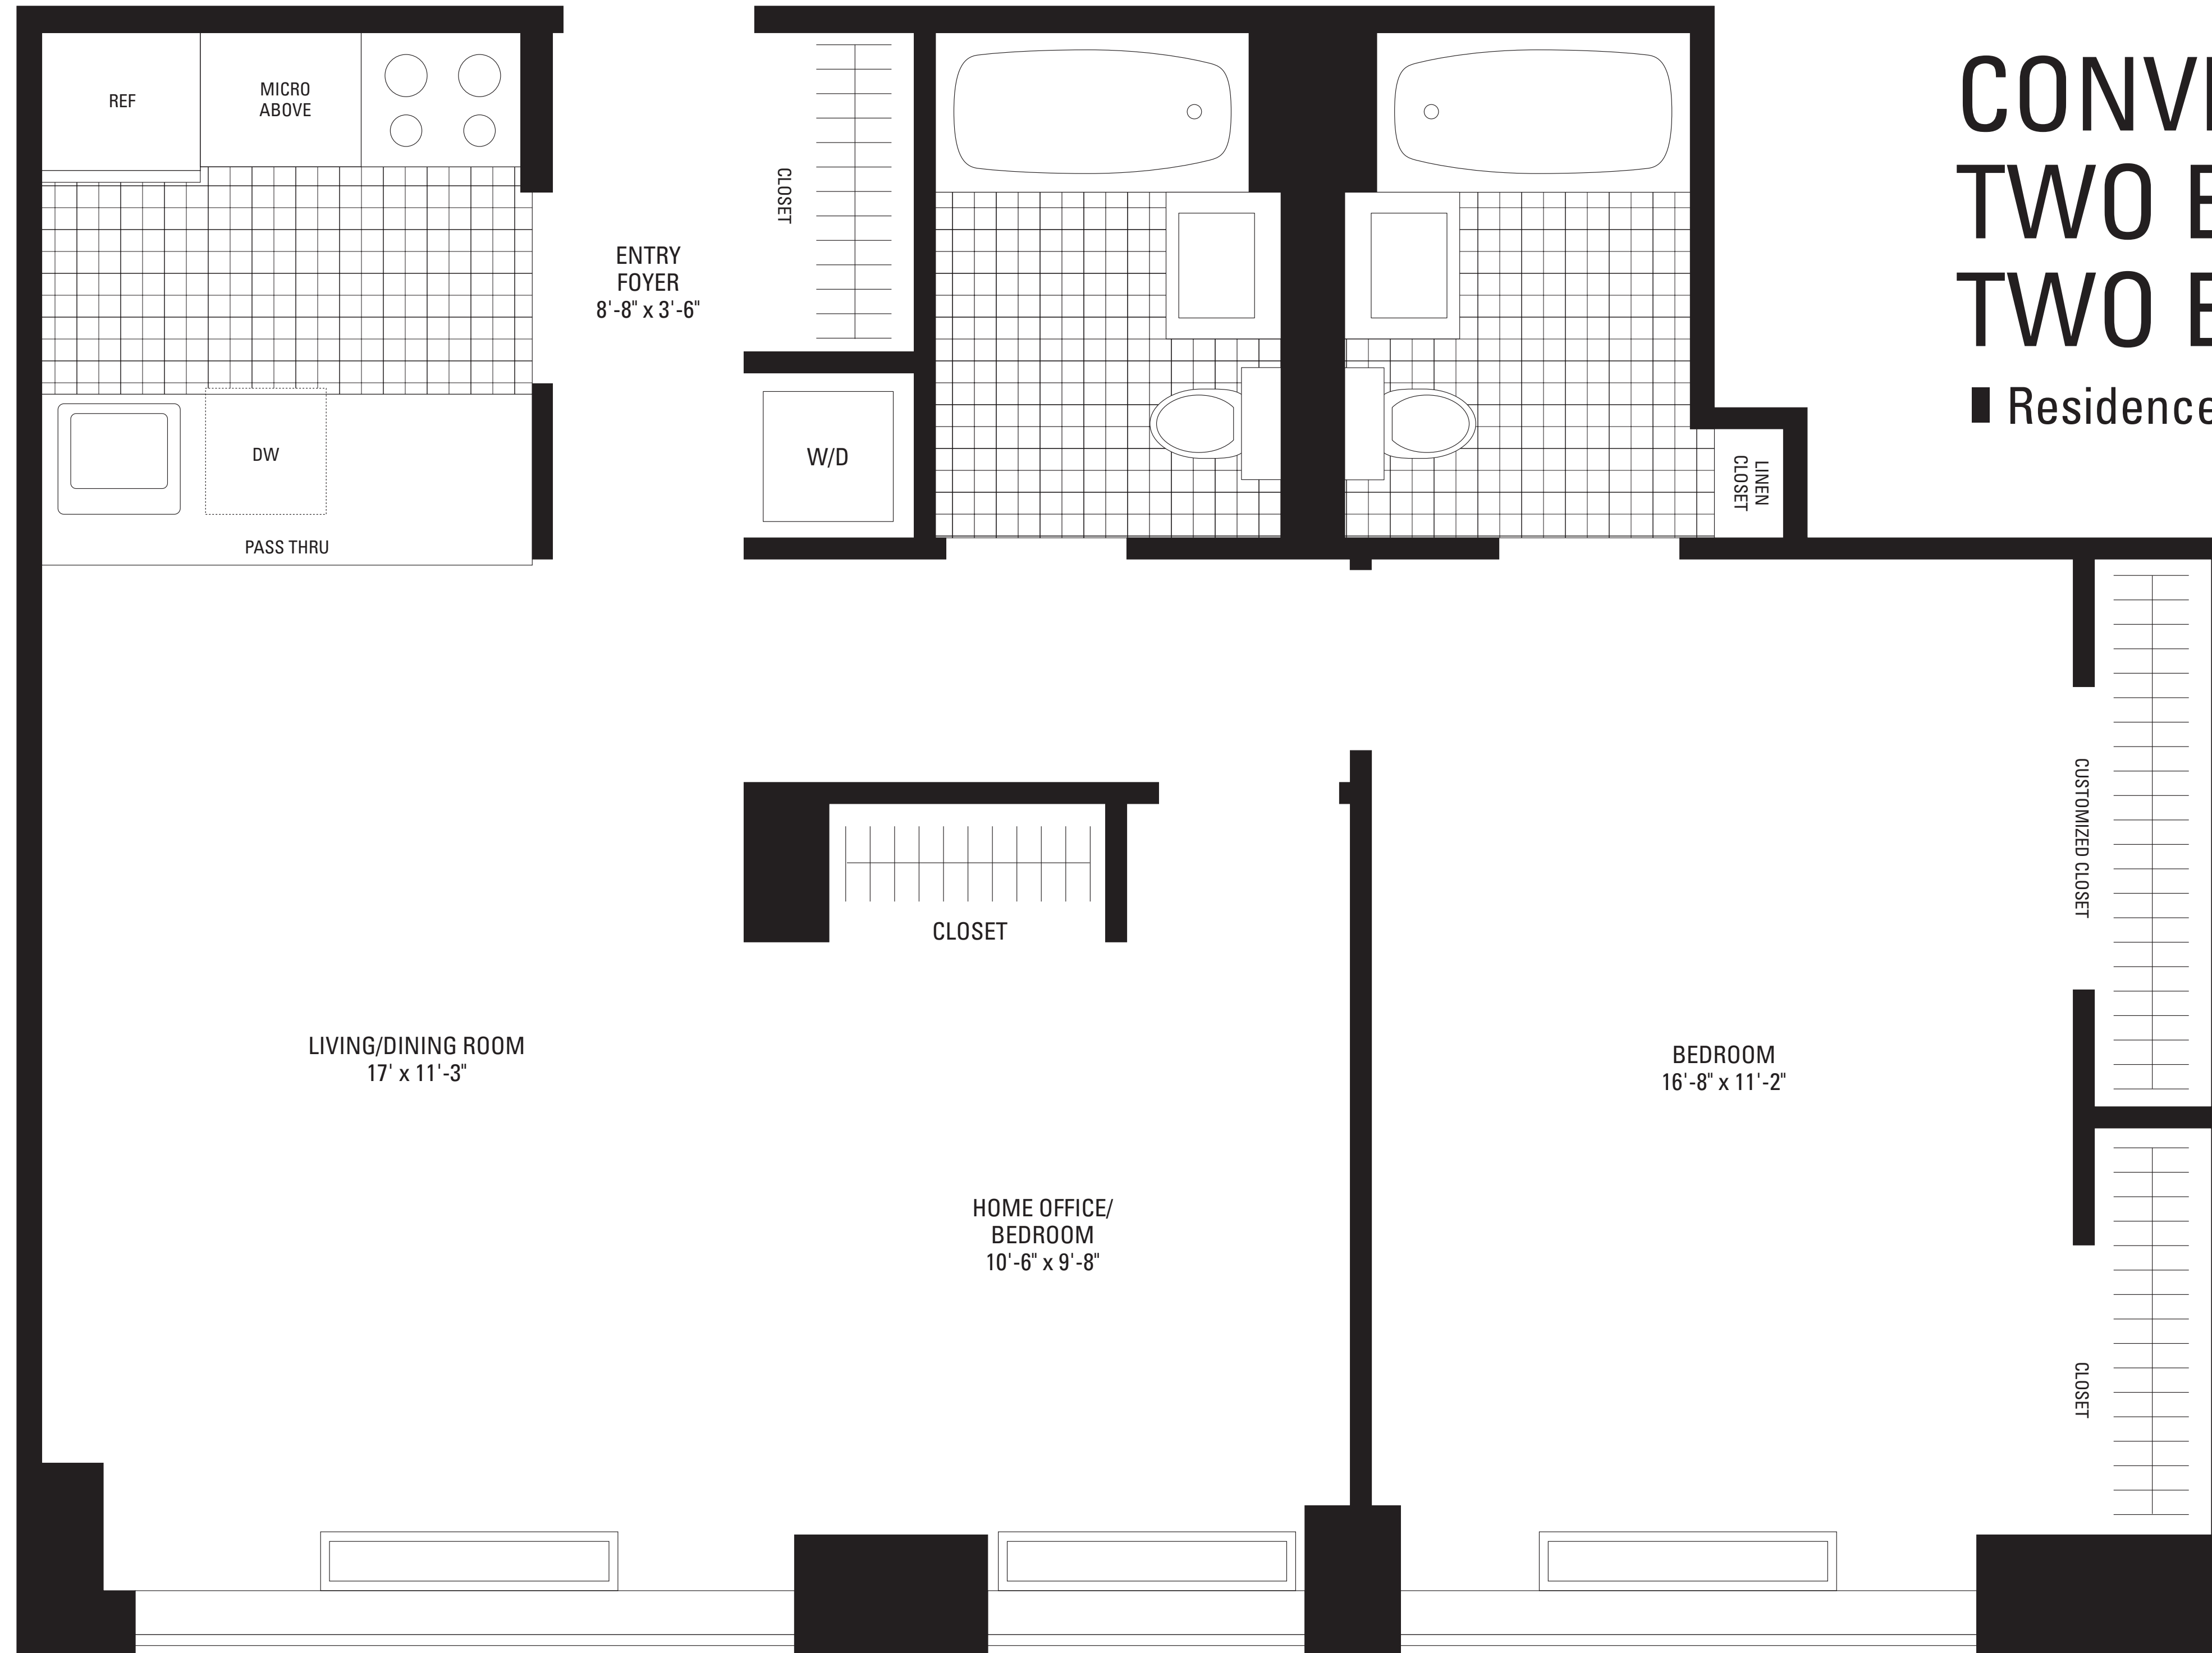 REF
MICRO
ABOVE
ENTRY
FOYER
8'-8" x 3'-6"
CLOSET
TWO
TWO
Residence
W/D
DW
PASS THRU
LINEN
CLOSET
CUSTOMIZED CLOSET
CLOSET
LIVING/DINING ROOM
17' x 11'-3"
BEDROOM
16'-8" x 11'-2"
HOME OFFICE/
BEDROOM
10'-6" x 9'-8"
CLOSET